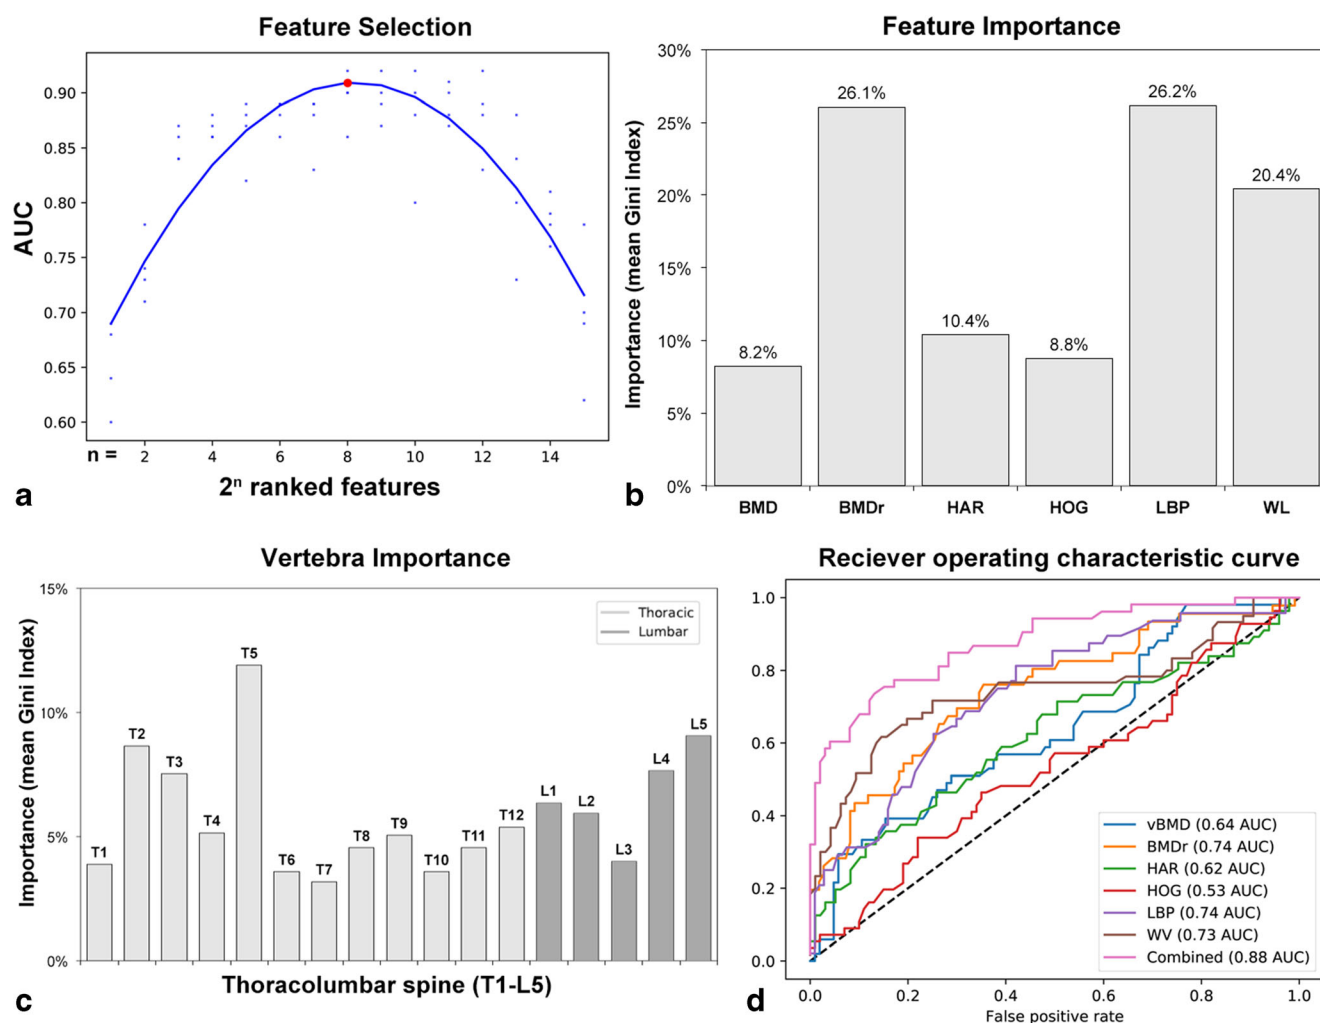 Feature Selection
AUC
0.90
0.85
0.80
0.75
0.70
0.65
0.60
n = 2 4 6 8 10 12 14
2ⁿ ranked features
a
Feature Importance
Importance (mean Gini Index)
30%
25%
20%
15%
10%
5%
0%
8.2%
26.1%
10.4%
8.8%
26.2%
20.4%
BMD BMDr HAR HOG LBP WL
b
Vertebra Importance
Importance (mean Gini Index)
15%
10%
5%
0%
Thoracic
Lumbar
T1 T2 T3 T4 T5 T6 T7 T8 T9 T10 T11 T12 L1 L2 L3 L4 L5
Thoracolumbar spine (T1-L5)
c
Reciever operating characteristic curve
1.0
0.8
0.6
0.4
0.2
0.0
vBMD (0.64 AUC)
BMDr (0.74 AUC)
HAR (0.62 AUC)
HOG (0.53 AUC)
LBP (0.74 AUC)
WV (0.73 AUC)
Combined (0.88 AUC)
0.0 0.2 0.4 0.6 0.8 1.0
False positive rate
d